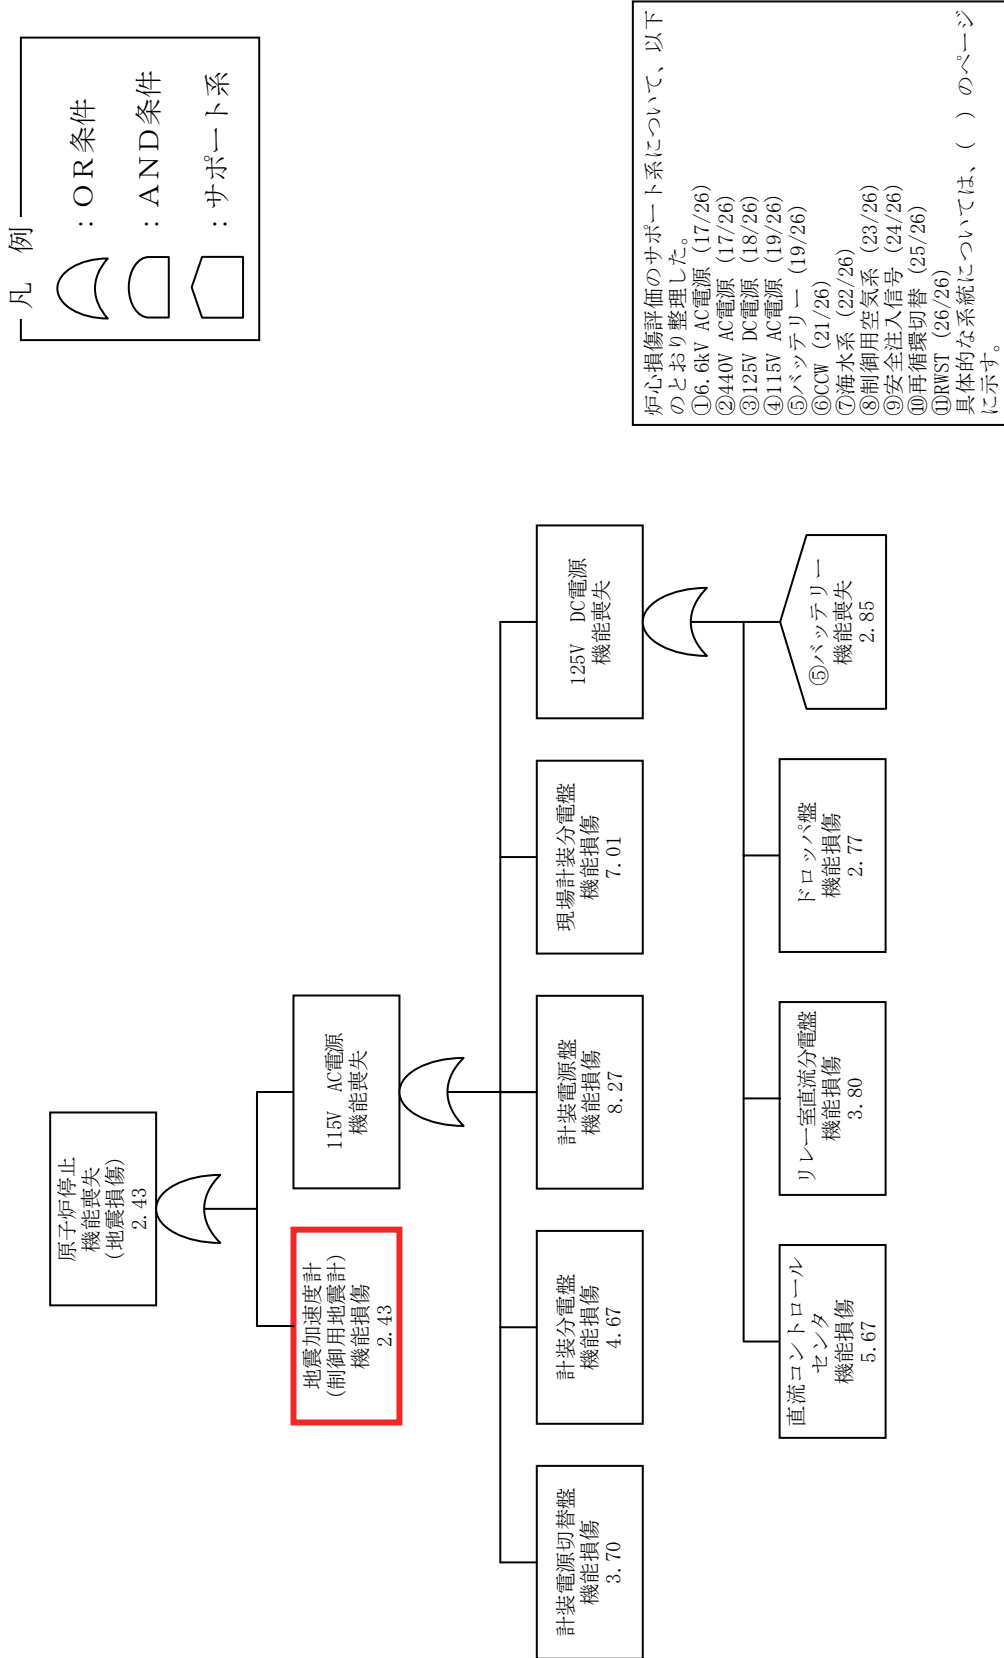 凡 例
：OR条件
：AND条件
：サポート系
原子炉停止
機能喪失
(地震損傷)
2.43
地震加速度計
(制御用地震計)
機能損傷
2.43
115V AC電源
機能喪失
計装電源切替盤
機能損傷
3.70
計装分電盤
機能損傷
4.67
計装電源盤
機能損傷
8.27
現場計装分電盤
機能損傷
7.01
125V DC電源
機能喪失
直流コントロール
センタ
機能損傷
5.67
リレー室直流分電盤
機能損傷
3.80
ドロッパ盤
機能損傷
2.77
⑤バッテリー
機能喪失
2.85
炉心損傷評価のサポート系について、以下
のとおり整理した。
①6.6kV AC電源 (17/26)
②440V AC電源 (17/26)
③125V DC電源 (18/26)
④115V AC電源 (19/26)
⑤バッテリー (19/26)
⑥CCW (21/26)
⑦海水系 (22/26)
⑧制御用空気系 (23/26)
⑨安全注入信号 (24/26)
⑩再循環切替 (25/26)
⑪RWST (26/26)
具体的な系統については、( ) のページ
に示す。